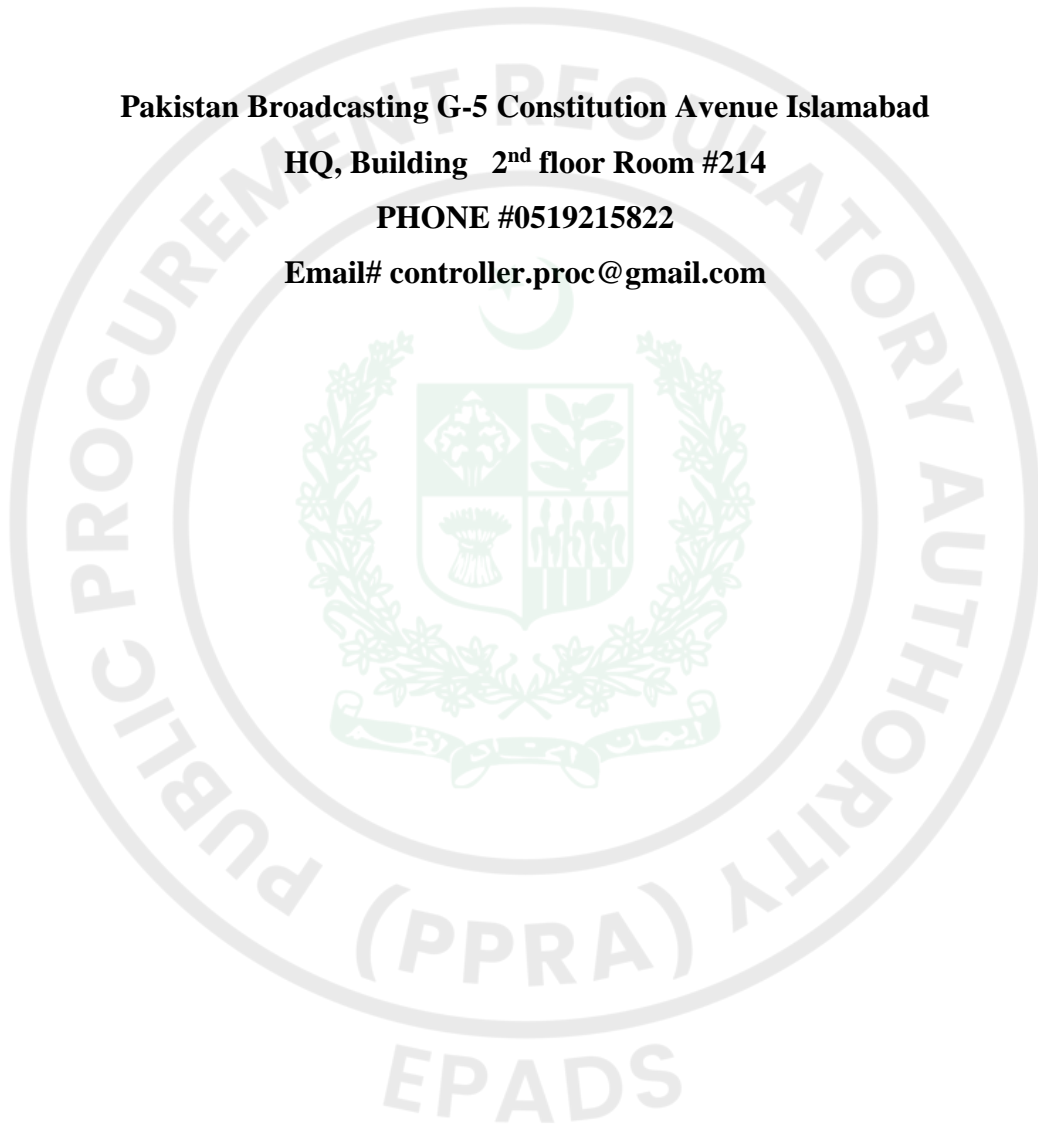 Pakistan Broadcasting G-5 Constitution Avenue Islamabad
HQ, Building 2nd floor Room #214
PHONE #0519215822
Email# controller.proc@gmail.com
PUBLIC PROCUREMENT REGULATORY AUTHORITY
(PPRA)
EPADS